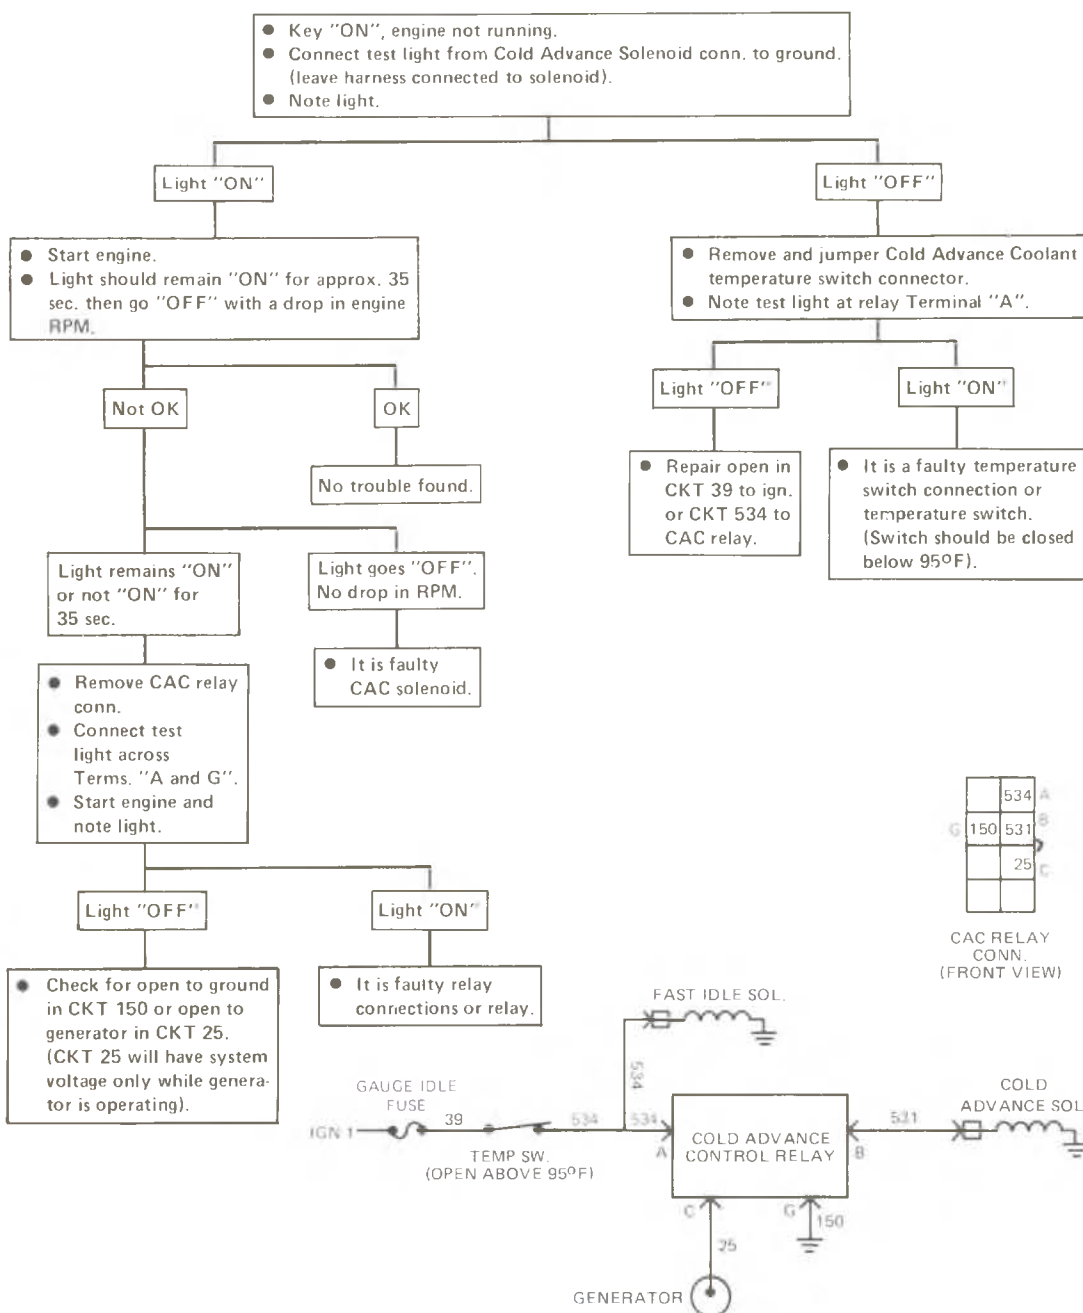 ● Key "ON", engine not running.
● Connect test light from Cold Advance Solenoid conn. to ground.
(leave harness connected to solenoid).
● Note light.
Light "ON"
Light "OFF"
● Start engine.
● Light should remain "ON" for approx. 35
sec. then go "OFF" with a drop in engine
RPM.
● Remove and jumper Cold Advance Coolant
temperature switch connector.
● Note test light at relay Terminal "A".
Not OK
OK
Light "OFF"
Light "ON"
No trouble found.
● Repair open in
CKT 39 to ign.
or CKT 534 to
CAC relay.
● It is a faulty temperature
switch connection or
temperature switch.
(Switch should be closed
below 95ºF).
Light remains "ON"
or not "ON" for
35 sec.
Light goes "OFF".
No drop in RPM.
● Remove CAC relay
conn.
● Connect test
light across
Terms. "A and G".
● Start engine and
note light.
● It is faulty
CAC solenoid.
Light "OFF"
Light "ON"
● Check for open to ground
in CKT 150 or open to
generator in CKT 25.
(CKT 25 will have system
voltage only while genera-
tor is operating).
● It is faulty relay
connections or relay.
534 A
G 150 531 B
25 C
CAC RELAY
CONN.
(FRONT VIEW)
FAST IDLE SOL.
534
GAUGE IDLE
FUSE
IGN 1
39
534
534
TEMP SW.
(OPEN ABOVE 95ºF)
A
COLD ADVANCE
CONTROL RELAY
B
531
COLD
ADVANCE SOL
C
G
150
25
GENERATOR